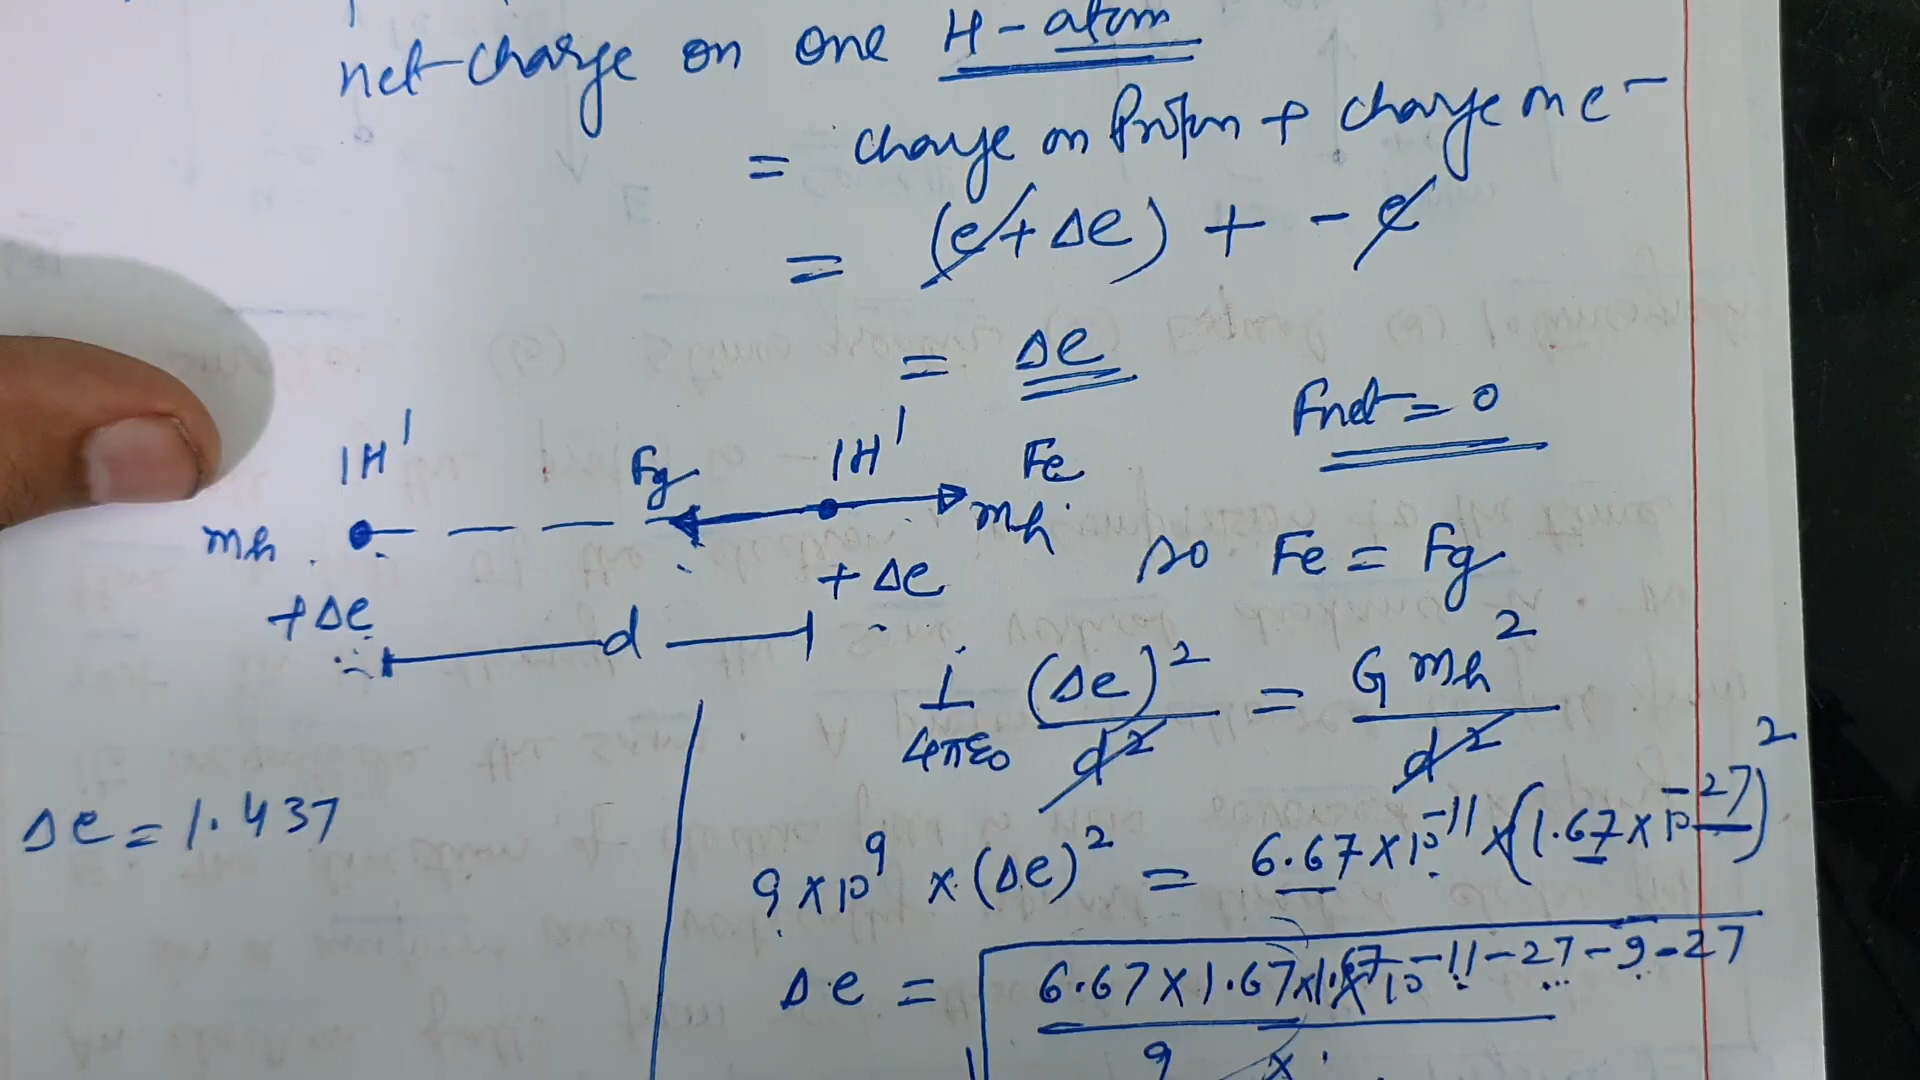 net charge on one H-atom
= charge on Proton + charge on e⁻
= (e + Δe) + - e
= Δe
Fnet = 0
1H¹ Fg 1H¹ Fe
mh mh
+Δe +Δe
d
so Fe = Fg
1/4πε₀ (Δe)²/d² = G mh²/d²
9 × 10⁹ × (Δe)² = 6.67 × 10⁻¹¹ × (1.67 × 10⁻²⁷)²
Δe = √(6.67 × 1.67 × 1.67 × 10⁻¹¹⁻²⁷⁻⁹⁻²⁷ / 9
Δe = 1.437